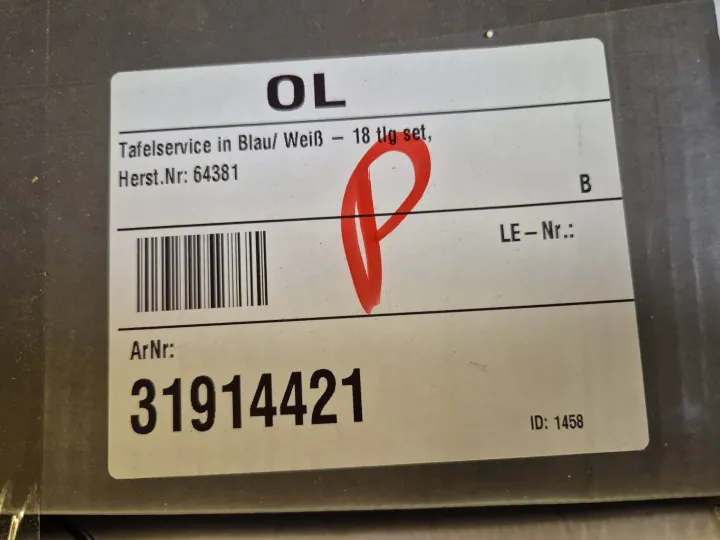 OL
Tafelservice in Blau/ Weiß – 18 tlg set,
Herst.Nr: 64381
B
P
LE–Nr.:
ArNr:
31914421
ID: 1458